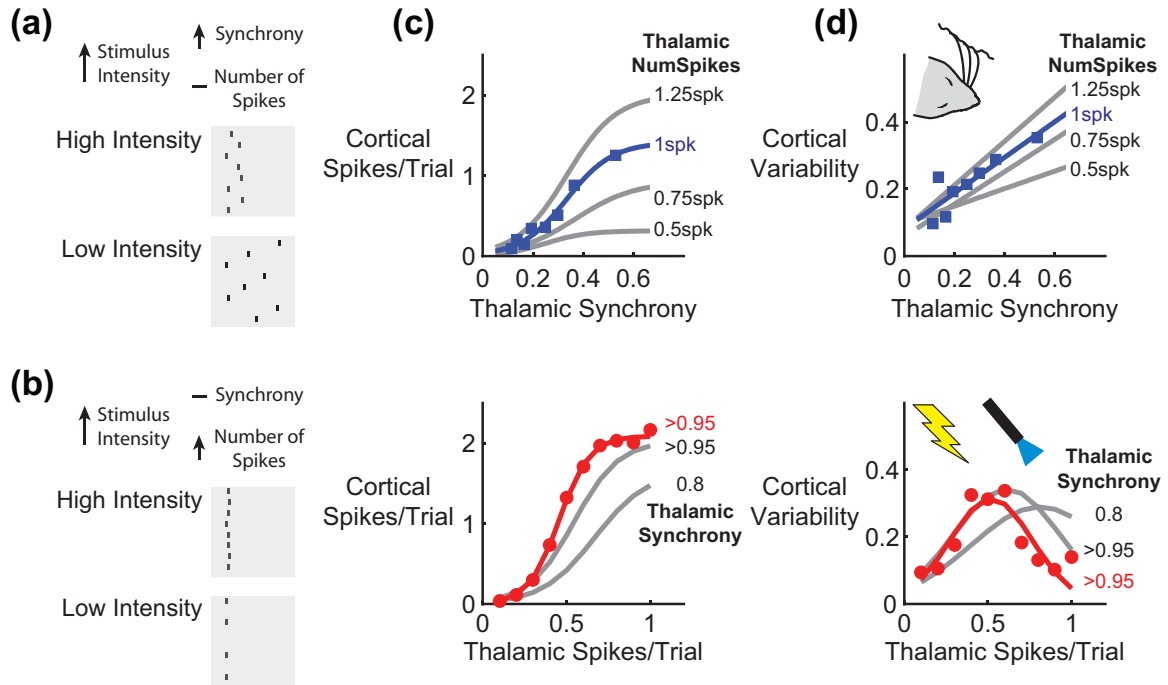 (a)
Synchrony
Stimulus
Intensity
Number of
Spikes
High Intensity
Low Intensity
(c)
Thalamic
NumSpikes
2
1
0
Cortical
Spikes/Trial
1.25spk
1spk
0.75spk
0.5spk
0 0.2 0.4 0.6
Thalamic Synchrony
(d)
Thalamic
NumSpikes
0.4
0.2
0
Cortical
Variability
1.25spk
1spk
0.75spk
0.5spk
0 0.2 0.4 0.6
Thalamic Synchrony
(b)
Synchrony
Stimulus
Intensity
Number of
Spikes
High Intensity
Low Intensity
2
1
0
Cortical
Spikes/Trial
>0.95
>0.95
0.8
Thalamic
Synchrony
0 0.5 1
Thalamic Spikes/Trial
0.4
0.2
0
Cortical
Variability
Thalamic
Synchrony
0.8
>0.95
>0.95
0 0.5 1
Thalamic Spikes/Trial